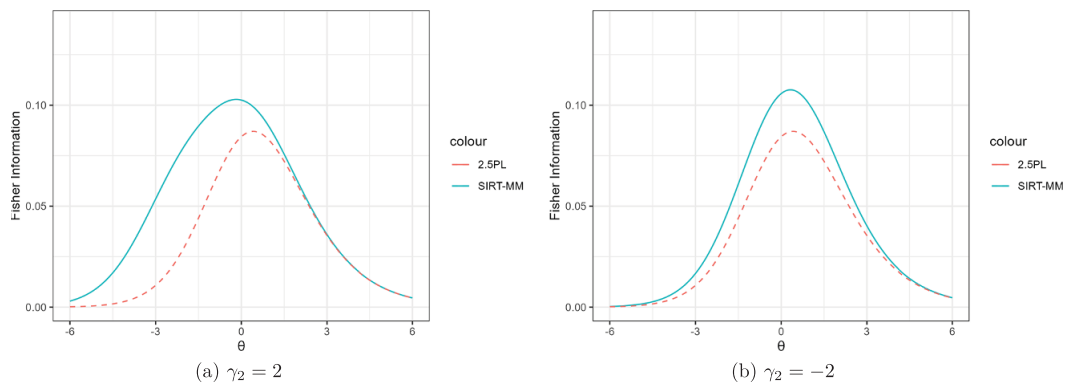 0.10
0.05
0.00
Fisher Information
-6 -3 0 3 6
θ
colour
2.5PL
SIRT-MM
(a) γ₂ = 2
0.10
0.05
0.00
Fisher Information
-6 -3 0 3 6
θ
colour
2.5PL
SIRT-MM
(b) γ₂ = −2